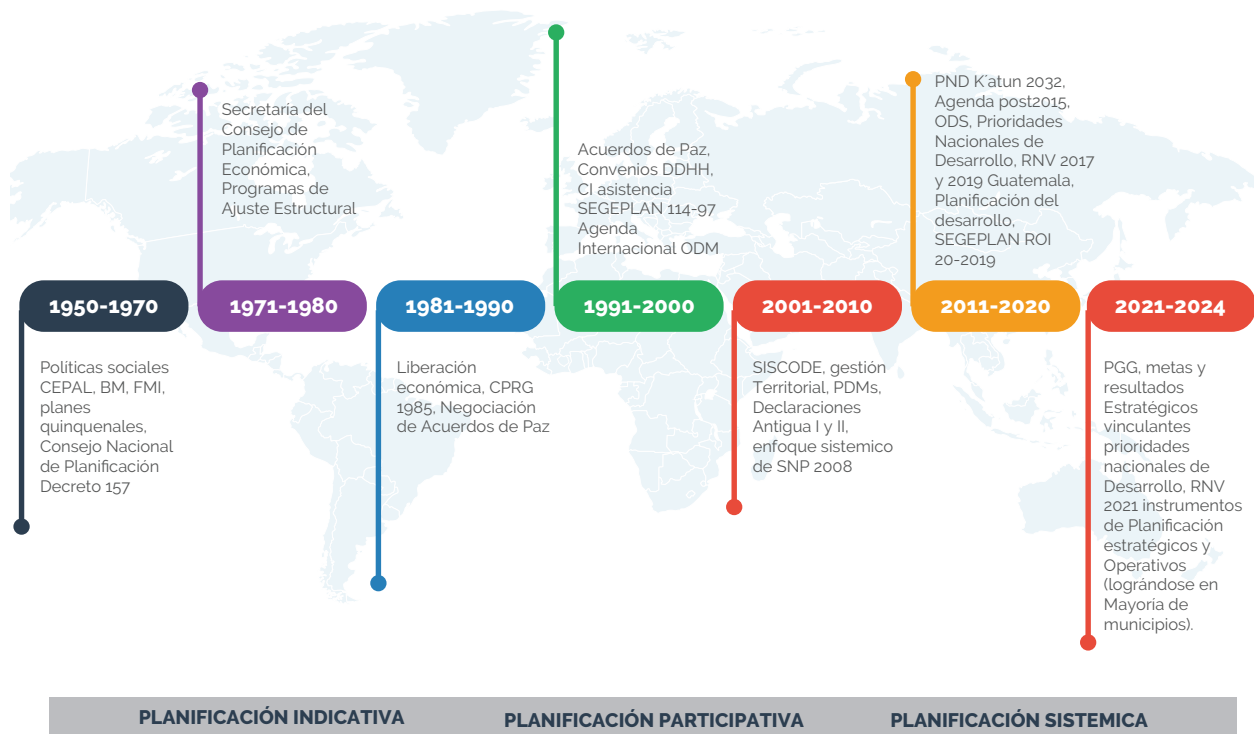 1950-1970
Políticas sociales
CEPAL, BM, FMI,
planes
quinquenales,
Consejo Nacional
de Planificación
Decreto 157
Secretaría del
Consejo de
Planificación
Económica,
Programas de
Ajuste Estructural
1971-1980
1981-1990
Liberación
económica, CPRG
1985, Negociación
de Acuerdos de Paz
Acuerdos de Paz,
Convenios DDHH,
CI asistencia
SEGEPLAN 114-97
Agenda
Internacional ODM
1991-2000
2001-2010
SISCODE, gestión
Territorial, PDMs,
Declaraciones
Antigua I y II,
enfoque sistemico
de SNP 2008
PND K´atun 2032,
Agenda post2015,
ODS, Prioridades
Nacionales de
Desarrollo, RNV 2017
y 2019 Guatemala,
Planificación del
desarrollo,
SEGEPLAN ROI
20-2019
2011-2020
2021-2024
PGG, metas y
resultados
Estratégicos
vinculantes
prioridades
nacionales de
Desarrollo, RNV
2021 instrumentos
de Planificación
estratégicos y
Operativos
(lográndose en
Mayoría de
municipios).
PLANIFICACIÓN INDICATIVA
PLANIFICACIÓN PARTICIPATIVA
PLANIFICACIÓN SISTEMICA